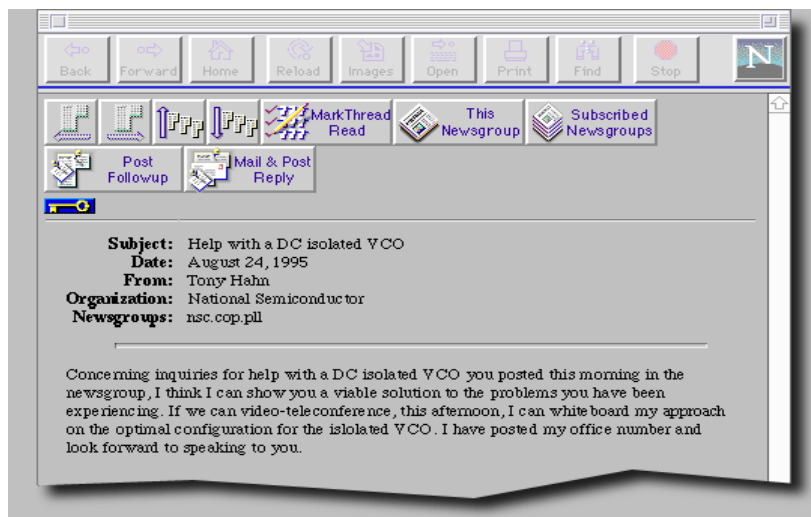 Back Forward Home Reload Images Open Print Find Stop N
MarkThread Read This Newsgroup Subscribed Newsgroups
Post Followup Mail & Post Reply
Subject: Help with a DC isolated VCO
Date: August 24, 1995
From: Tony Hahn
Organization: National Semiconductor
Newsgroups: nsc.cop.pll
Concerning inquiries for help with a DC isolated VCO you posted this morning in the
newsgroup, I think I can show you a viable solution to the problems you have been
experiencing. If we can video-teleconference, this afternoon, I can whiteboard my approach
on the optimal configuration for the islolated VCO. I have posted my office number and
look forward to speaking to you.